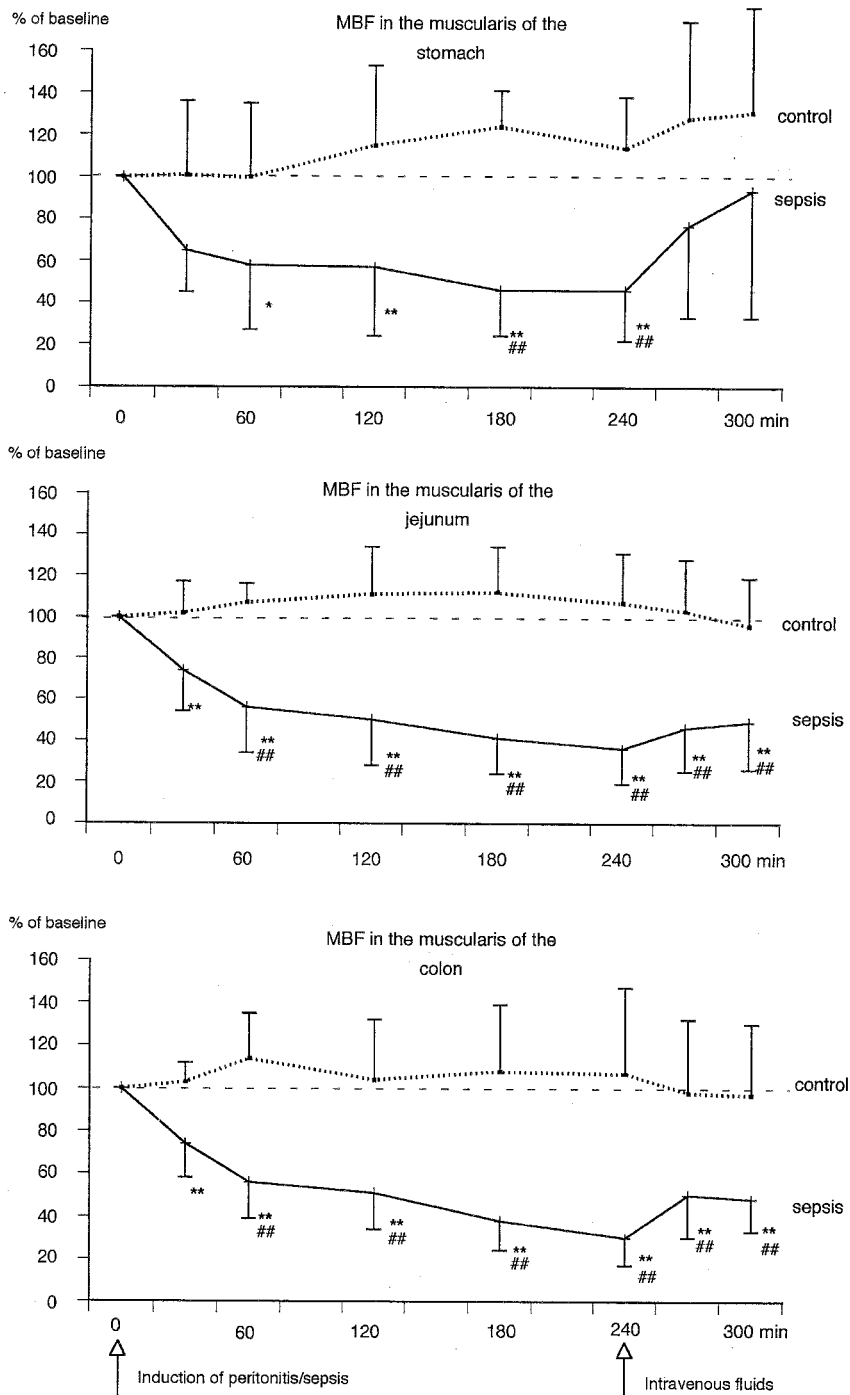 % of baseline
MBF in the muscularis of the
stomach
160
140
120
100
80
60
40
20
0
control
sepsis
*
**
**
##
**
##
0 60 120 180 240 300 min
% of baseline
MBF in the muscularis of the
jejunum
160
140
120
100
80
60
40
20
0
control
sepsis
**
**
##
**
##
**
##
**
##
**
##
**
##
0 60 120 180 240 300 min
% of baseline
MBF in the muscularis of the
colon
160
140
120
100
80
60
40
20
0
control
sepsis
**
**
##
**
##
**
##
**
##
**
##
**
##
0 60 120 180 240 300 min
Induction of peritonitis/sepsis
Intravenous fluids